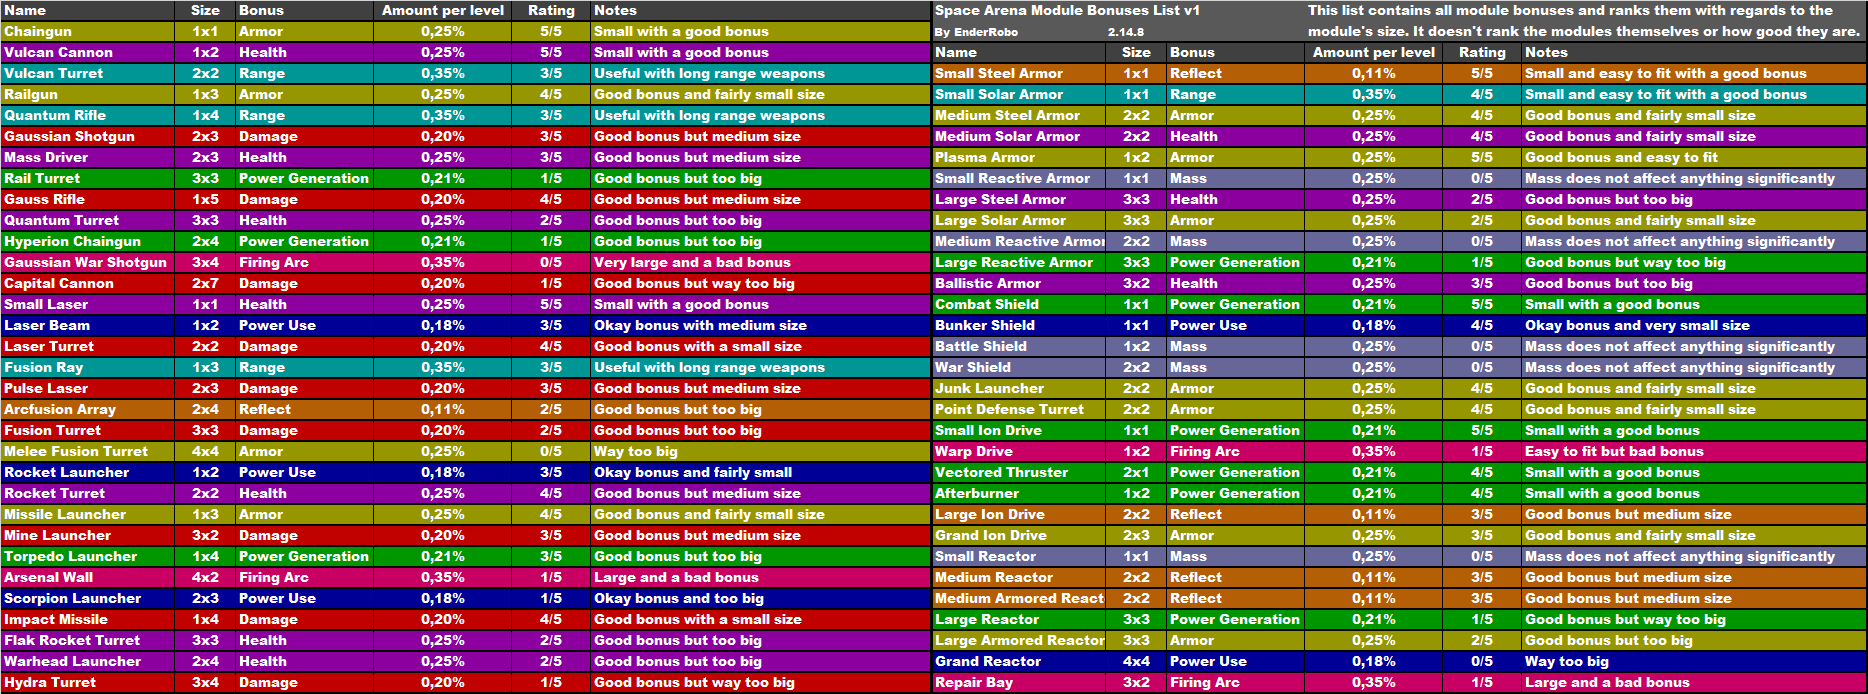 Name Size Bonus Amount per level Rating Notes
Chaingun 1x1 Armor 0,25% 5/5 Small with a good bonus
Vulcan Cannon 1x2 Health 0,25% 5/5 Small with a good bonus
Vulcan Turret 2x2 Range 0,35% 3/5 Useful with long range weapons
Railgun 1x3 Armor 0,25% 4/5 Good bonus and fairly small size
Quantum Rifle 1x4 Range 0,35% 3/5 Useful with long range weapons
Gaussian Shotgun 2x3 Damage 0,20% 3/5 Good bonus but medium size
Mass Driver 2x3 Health 0,25% 3/5 Good bonus but medium size
Rail Turret 3x3 Power Generation 0,21% 1/5 Good bonus but too big
Gauss Rifle 1x5 Damage 0,20% 4/5 Good bonus but medium size
Quantum Turret 3x3 Health 0,25% 2/5 Good bonus but too big
Hyperion Chaingun 2x4 Power Generation 0,21% 1/5 Good bonus but too big
Gaussian War Shotgun 3x4 Firing Arc 0,35% 0/5 Very large and a bad bonus
Capital Cannon 2x7 Damage 0,20% 1/5 Good bonus but way too big
Small Laser 1x1 Health 0,25% 5/5 Small with a good bonus
Laser Beam 1x2 Power Use 0,18% 3/5 Okay bonus with medium size
Laser Turret 2x2 Damage 0,20% 4/5 Good bonus with a small size
Fusion Ray 1x3 Range 0,35% 3/5 Useful with long range weapons
Pulse Laser 2x3 Damage 0,20% 3/5 Good bonus but medium size
Arcfusion Array 2x4 Reflect 0,11% 2/5 Good bonus but too big
Fusion Turret 3x3 Damage 0,20% 2/5 Good bonus but too big
Melee Fusion Turret 4x4 Armor 0,25% 0/5 Way too big
Rocket Launcher 1x2 Power Use 0,18% 3/5 Okay bonus and fairly small
Rocket Turret 2x2 Health 0,25% 4/5 Good bonus but medium size
Missile Launcher 1x3 Armor 0,25% 4/5 Good bonus and fairly small size
Mine Launcher 3x2 Damage 0,20% 3/5 Good bonus but medium size
Torpedo Launcher 1x4 Power Generation 0,21% 3/5 Good bonus but too big
Arsenal Wall 4x2 Firing Arc 0,35% 1/5 Large and a bad bonus
Scorpion Launcher 2x3 Power Use 0,18% 1/5 Okay bonus and too big
Impact Missile 1x4 Damage 0,20% 4/5 Good bonus with a small size
Flak Rocket Turret 3x3 Health 0,25% 2/5 Good bonus but too big
Warhead Launcher 2x4 Health 0,25% 2/5 Good bonus but too big
Hydra Turret 3x4 Damage 0,20% 1/5 Good bonus but way too big
Space Arena Module Bonuses List v1 This list contains all module bonuses and ranks them with regards to the
By EnderRobo 2.14.8 module's size. It doesn't rank the modules themselves or how good they are.
Name Size Bonus Amount per level Rating Notes
Small Steel Armor 1x1 Reflect 0,11% 5/5 Small and easy to fit with a good bonus
Small Solar Armor 1x1 Range 0,35% 4/5 Small and easy to fit with a good bonus
Medium Steel Armor 2x2 Armor 0,25% 4/5 Good bonus and fairly small size
Medium Solar Armor 2x2 Health 0,25% 4/5 Good bonus and fairly small size
Plasma Armor 1x2 Armor 0,25% 5/5 Good bonus and easy to fit
Small Reactive Armor 1x1 Mass 0,25% 0/5 Mass does not affect anything significantly
Large Steel Armor 3x3 Health 0,25% 2/5 Good bonus but too big
Large Solar Armor 3x3 Armor 0,25% 2/5 Good bonus and fairly small size
Medium Reactive Armor 2x2 Mass 0,25% 0/5 Mass does not affect anything significantly
Large Reactive Armor 3x3 Power Generation 0,21% 1/5 Good bonus but way too big
Ballistic Armor 3x2 Health 0,25% 3/5 Good bonus but too big
Combat Shield 1x1 Power Generation 0,21% 5/5 Small with a good bonus
Bunker Shield 1x1 Power Use 0,18% 4/5 Okay bonus and very small size
Battle Shield 1x2 Mass 0,25% 0/5 Mass does not affect anything significantly
War Shield 2x2 Mass 0,25% 0/5 Mass does not affect anything significantly
Junk Launcher 2x2 Armor 0,25% 4/5 Good bonus and fairly small size
Point Defense Turret 2x2 Armor 0,25% 4/5 Good bonus and fairly small size
Small Ion Drive 1x1 Power Generation 0,21% 5/5 Small with a good bonus
Warp Drive 1x2 Firing Arc 0,35% 1/5 Easy to fit but bad bonus
Vectored Thruster 2x1 Power Generation 0,21% 4/5 Small with a good bonus
Afterburner 1x2 Power Generation 0,21% 4/5 Small with a good bonus
Large Ion Drive 2x2 Reflect 0,11% 3/5 Good bonus but medium size
Grand Ion Drive 2x3 Armor 0,25% 3/5 Good bonus and fairly small size
Small Reactor 1x1 Mass 0,25% 0/5 Mass does not affect anything significantly
Medium Reactor 2x2 Reflect 0,11% 3/5 Good bonus but medium size
Medium Armored React 2x2 Reflect 0,11% 3/5 Good bonus but medium size
Large Reactor 3x3 Power Generation 0,21% 1/5 Good bonus but way too big
Large Armored Reactor 3x3 Armor 0,25% 2/5 Good bonus but too big
Grand Reactor 4x4 Power Use 0,18% 0/5 Way too big
Repair Bay 3x2 Firing Arc 0,35% 1/5 Large and a bad bonus